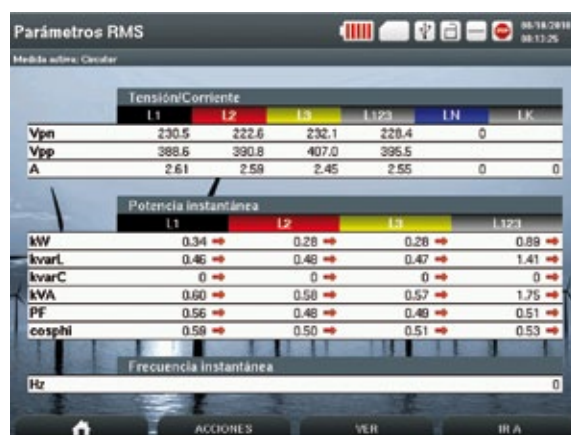 Parámetros RMS
08/18/2010
08:13:25
Medida activa: Circutor
Tensión/Corriente
L1 L2 L3 L123 LN LK
Vpn 230.5 222.6 232.1 228.4 0
Vpp 388.6 390.8 407.0 395.5
A 2.61 2.59 2.45 2.55 0 0
Potencia instantánea
L1 L2 L3 L123
kW 0.34 0.28 0.28 0.89
kvarL 0.46 0.48 0.47 1.41
kvarC 0 0 0 0
kVA 0.60 0.58 0.57 1.75
PF 0.56 0.48 0.49 0.51
cosphi 0.59 0.50 0.51 0.53
Frecuencia instantánea
Hz 0
ACCIONES VER IR A